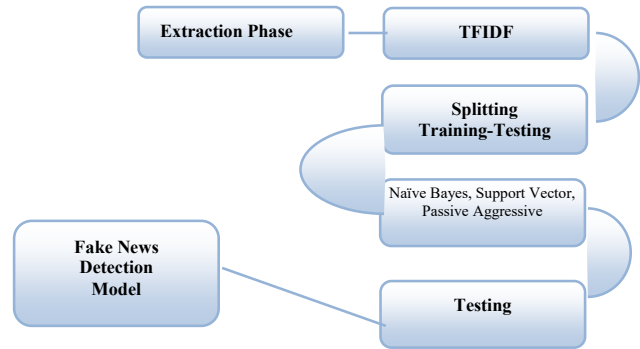 Extraction Phase
TFIDF
Splitting
Training-Testing
Naïve Bayes, Support Vector,
Passive Aggressive
Fake News
Detection
Model
Testing